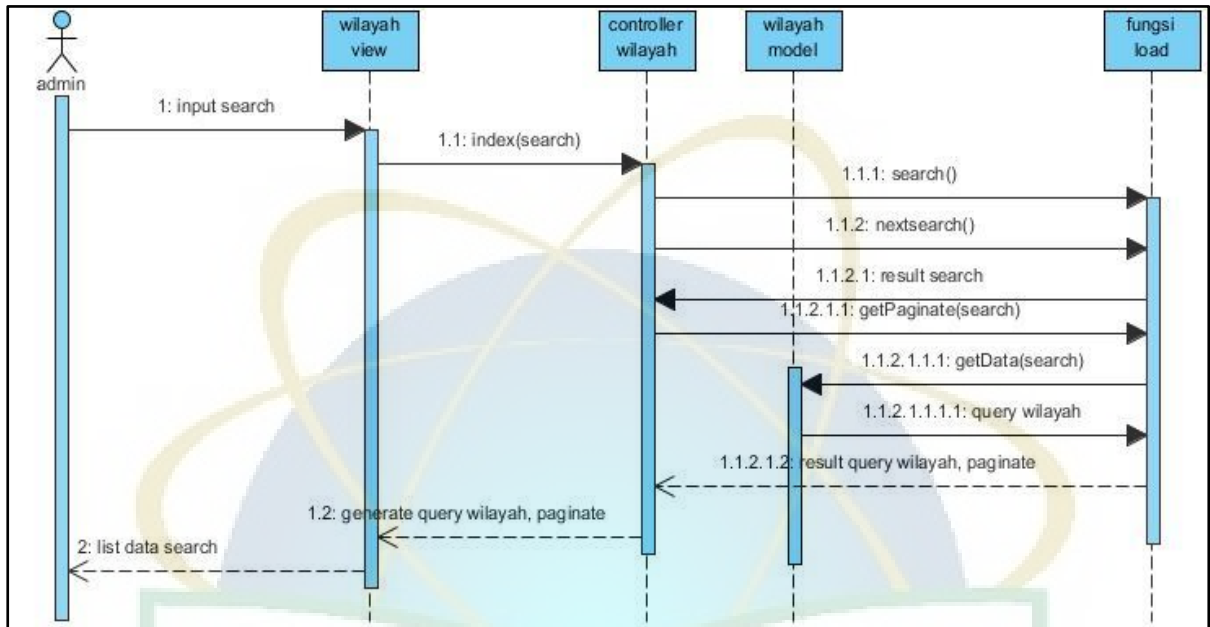 wilayah
view
controller
wilayah
wilayah
model
fungsi
load
admin
1: input search
1.1: index(search)
1.1.1: search()
1.1.2: nextsearch()
1.1.2.1: result search
1.1.2.1.1: getPaginate(search)
1.1.2.1.1.1: getData(search)
1.1.2.1.1.1.1: query wilayah
1.1.2.1.2: result query wilayah, paginate
1.2: generate query wilayah, paginate
2: list data search